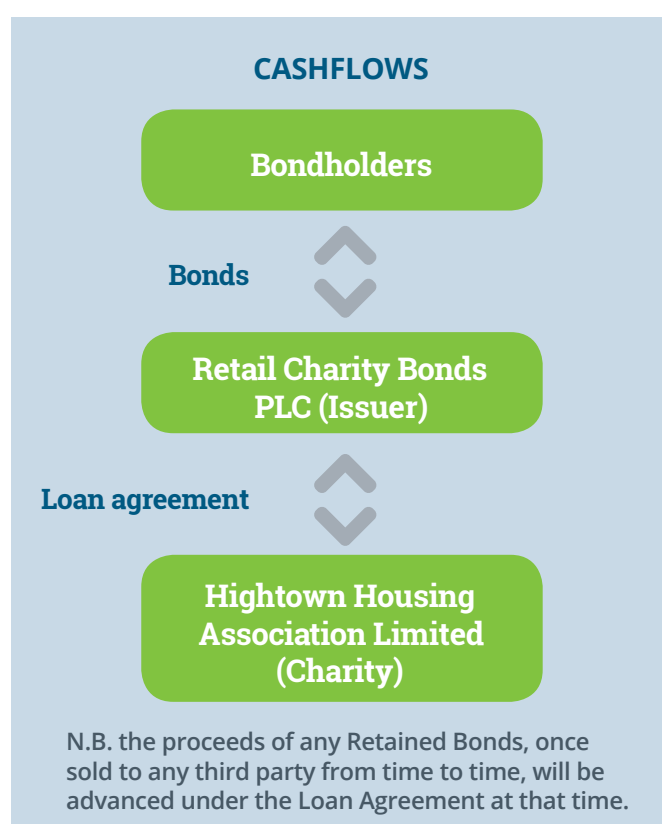 CASHFLOWS
Bondholders
Bonds
Retail Charity Bonds
PLC (Issuer)
Loan agreement
Hightown Housing
Association Limited
(Charity)
N.B. the proceeds of any Retained Bonds, once
sold to any third party from time to time, will be
advanced under the Loan Agreement at that time.